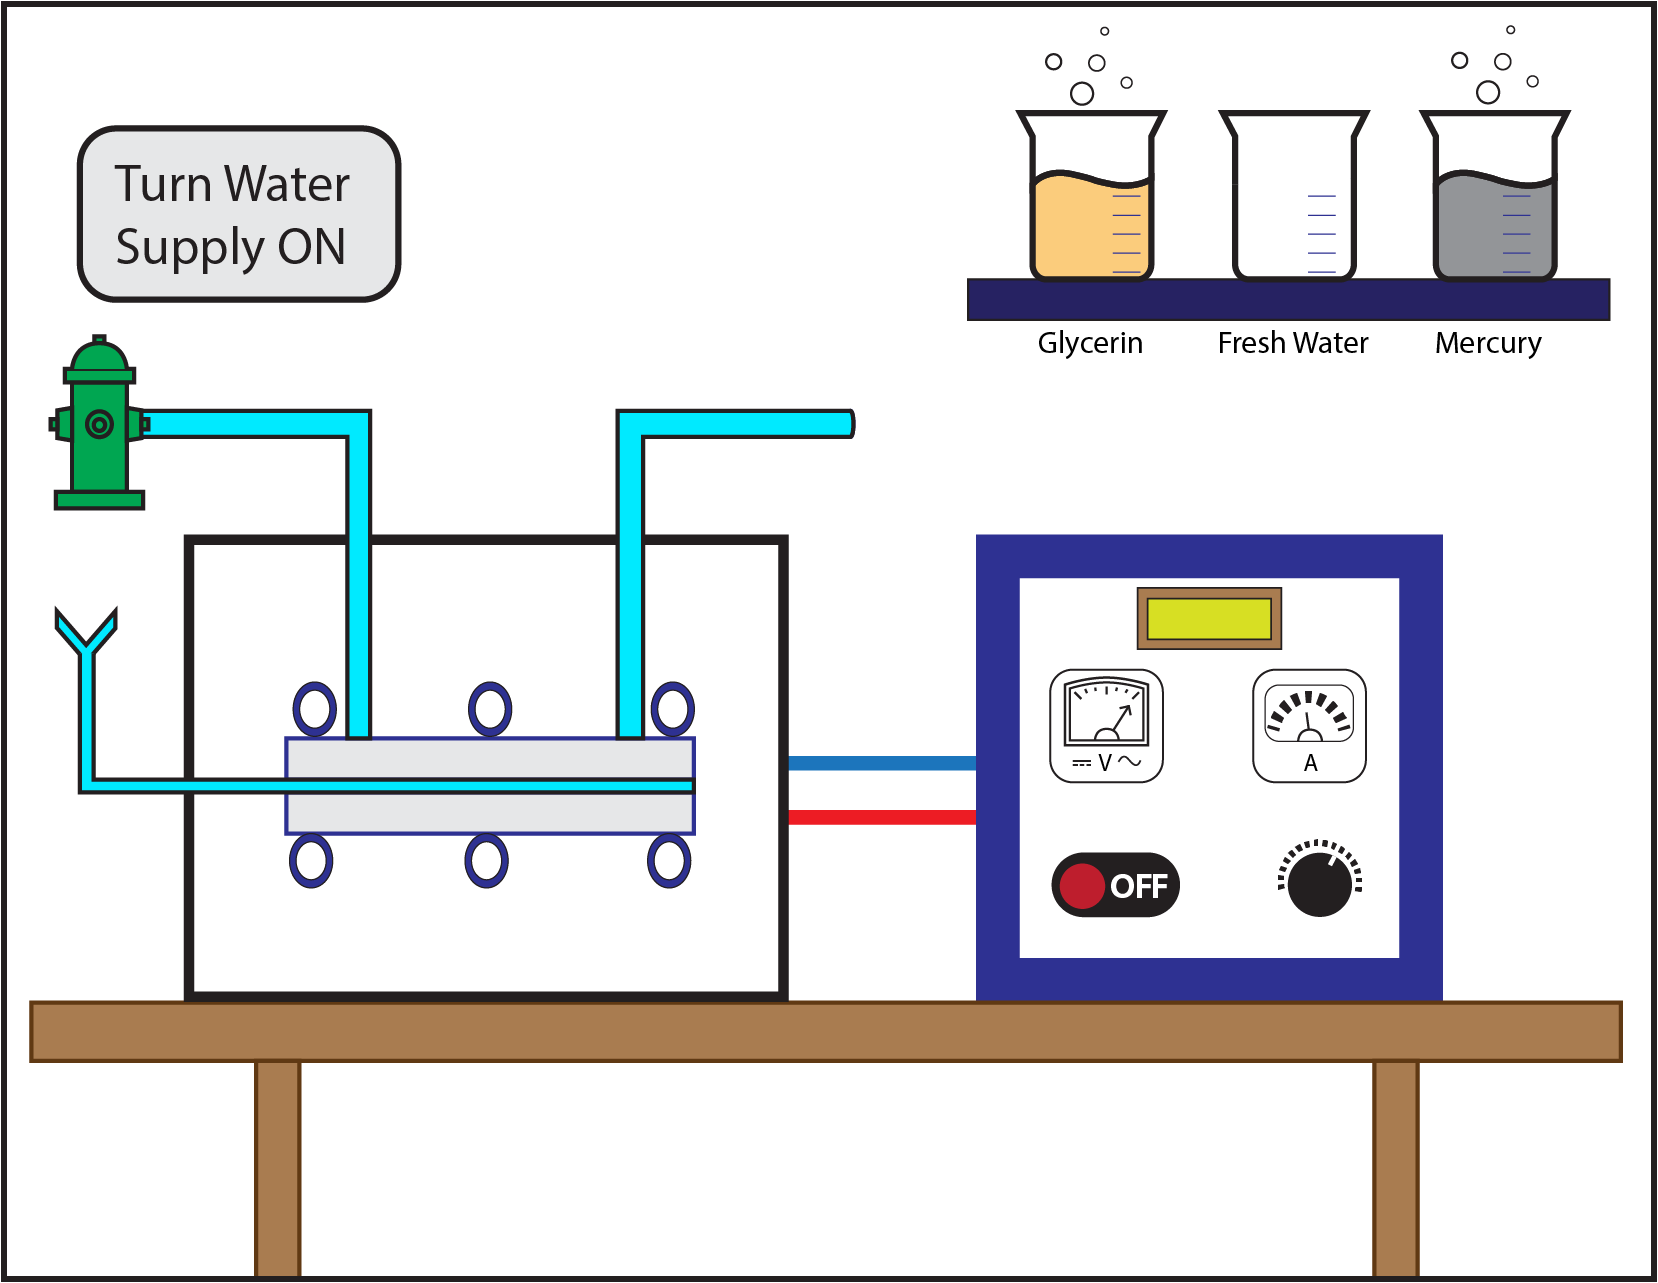 Turn Water
Supply ON
Glycerin
Fresh Water
Mercury
V
A
OFF